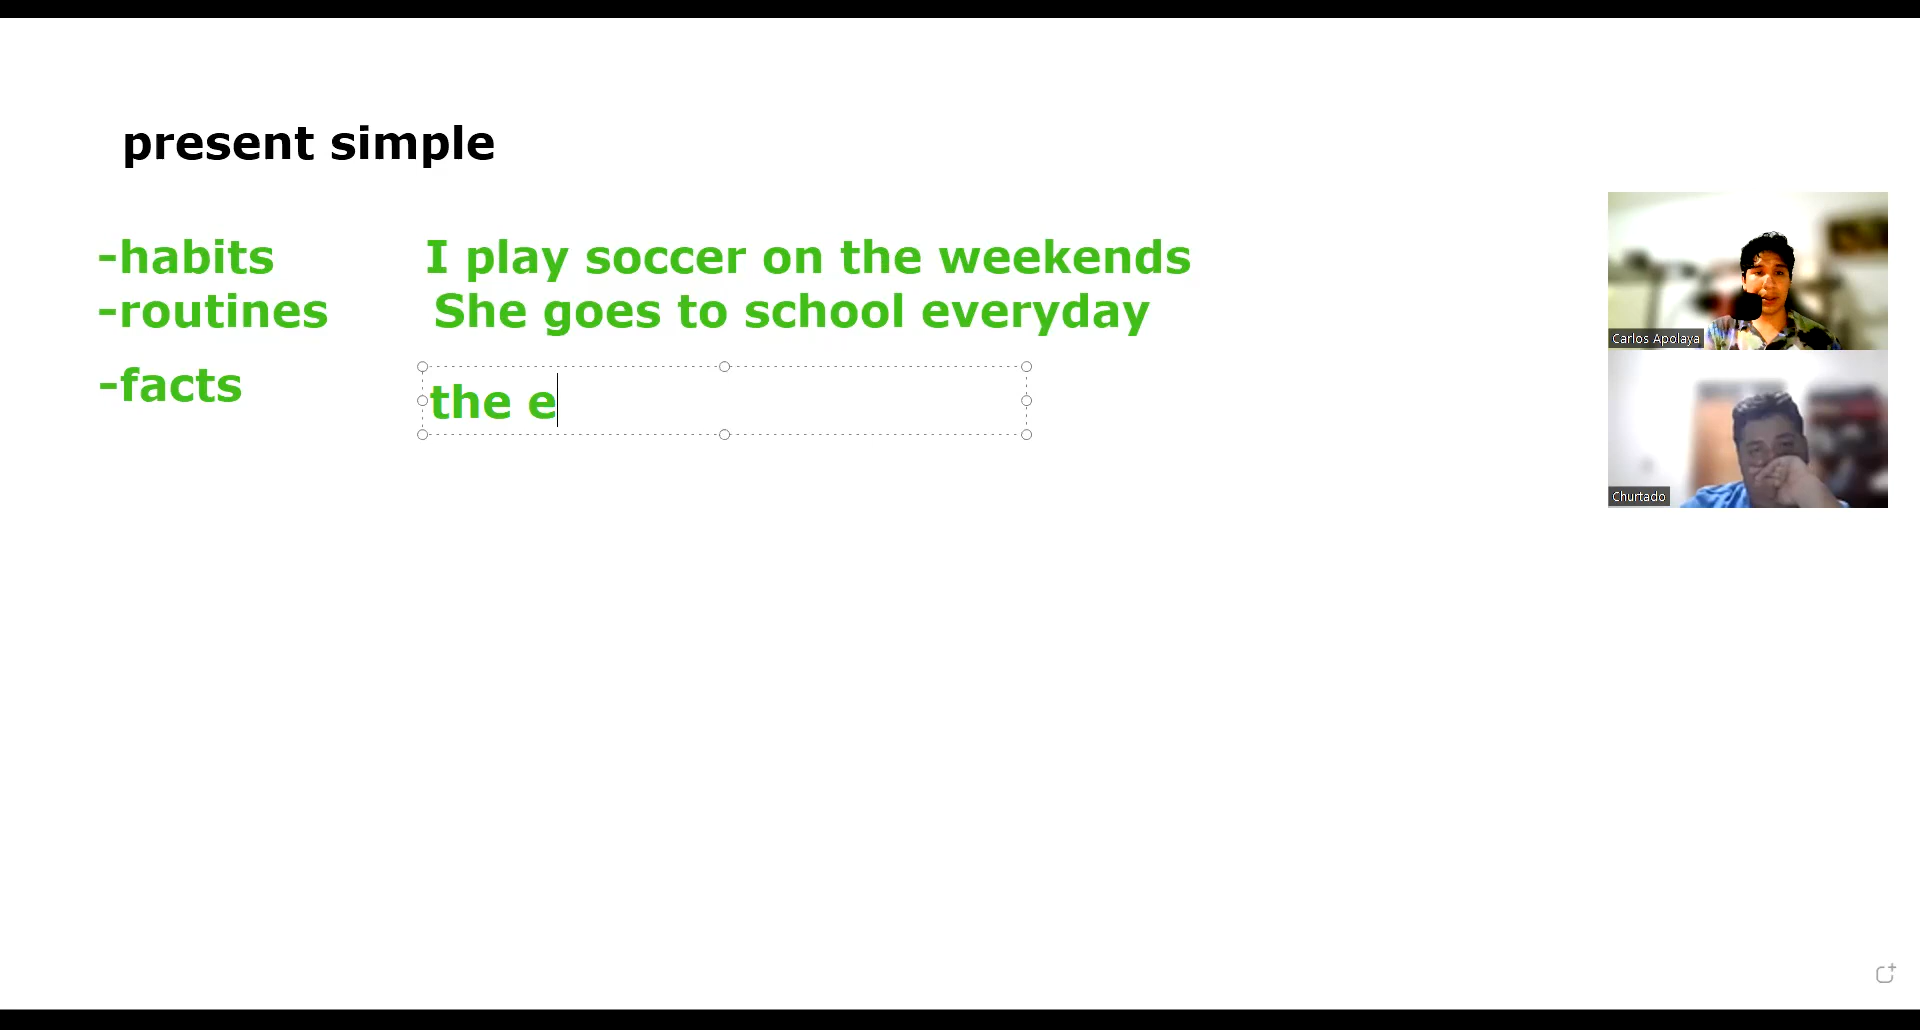 present simple
-habits I play soccer on the weekends
-routines She goes to school everyday
-facts the e
Carlos Apolaya
Churtado